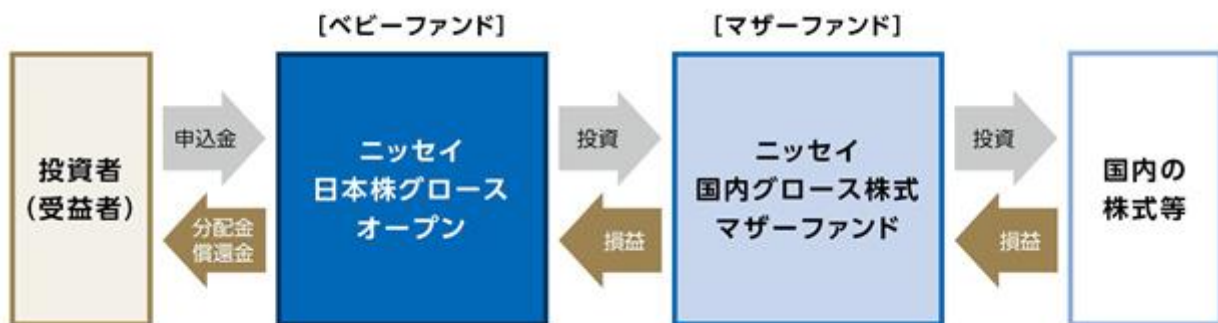 [ベビーファンド]
[マザーファンド]
投資者
(受益者)
申込金
分配金
償還金
ニッセイ
日本株グロース
オープン
投資
損益
ニッセイ
国内グロース株式
マザーファンド
投資
損益
国内の
株式等